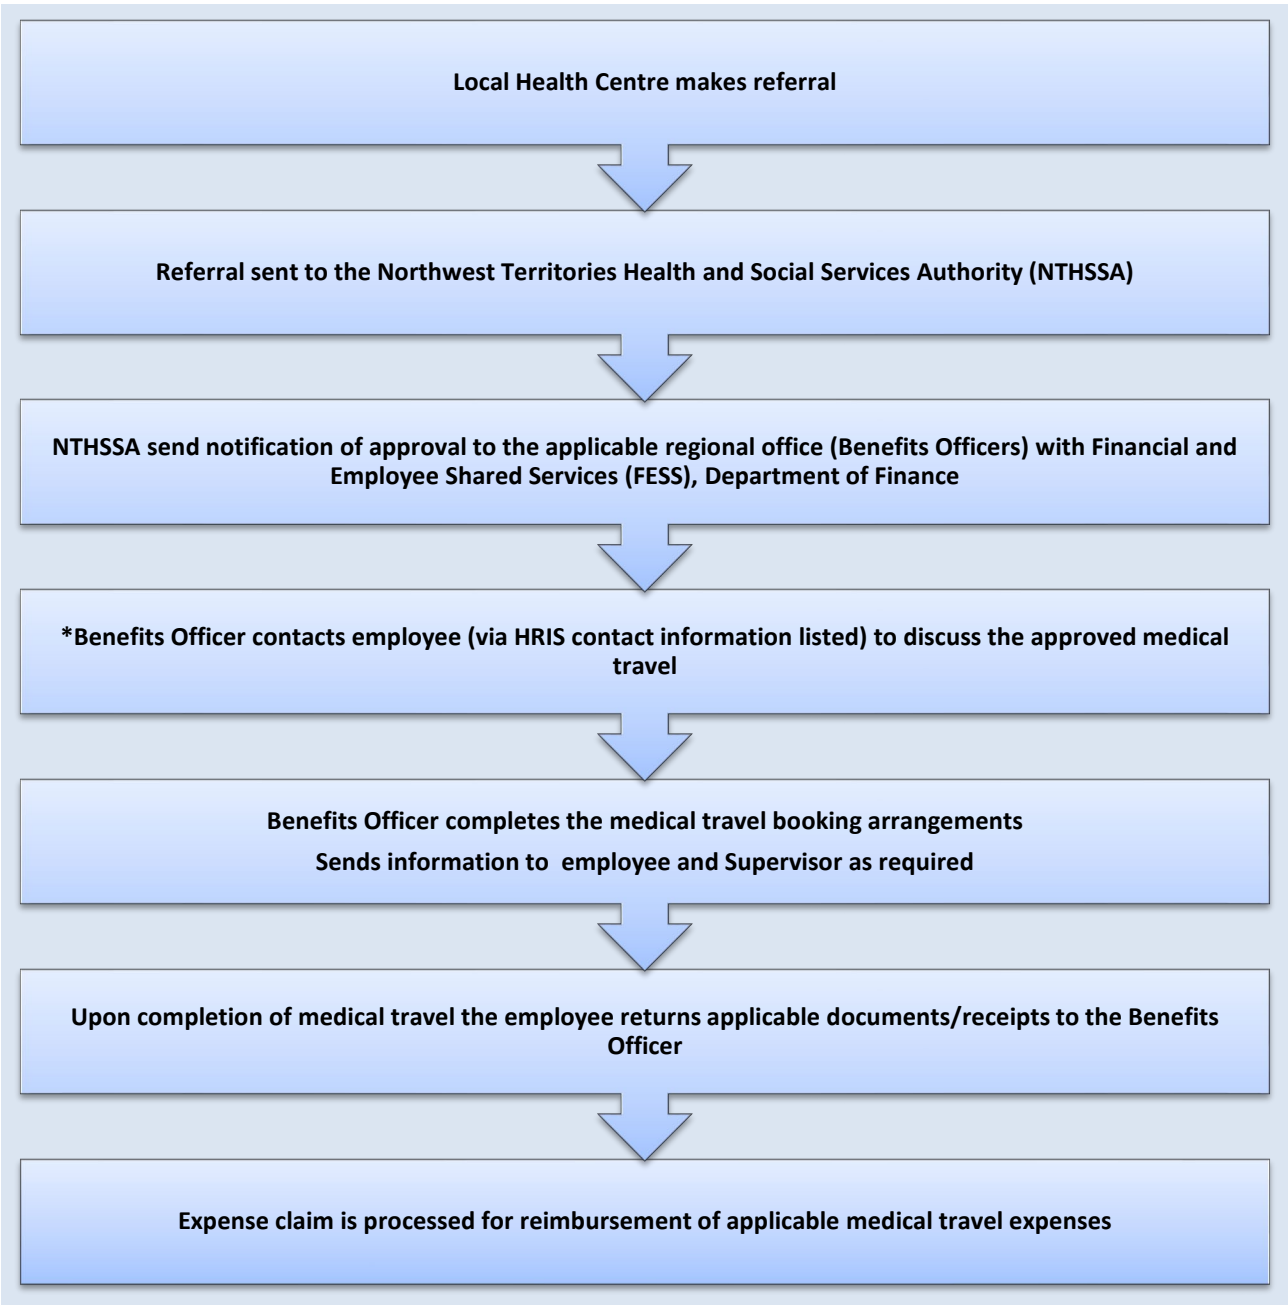 Local Health Centre makes referral
Referral sent to the Northwest Territories Health and Social Services Authority (NTHSSA)
NTHSSA send notification of approval to the applicable regional office (Benefits Officers) with Financial and
Employee Shared Services (FESS), Department of Finance
*Benefits Officer contacts employee (via HRIS contact information listed) to discuss the approved medical
travel
Benefits Officer completes the medical travel booking arrangements
Sends information to  employee and Supervisor as required
Upon completion of medical travel the employee returns applicable documents/receipts to the Benefits
Officer
Expense claim is processed for reimbursement of applicable medical travel expenses